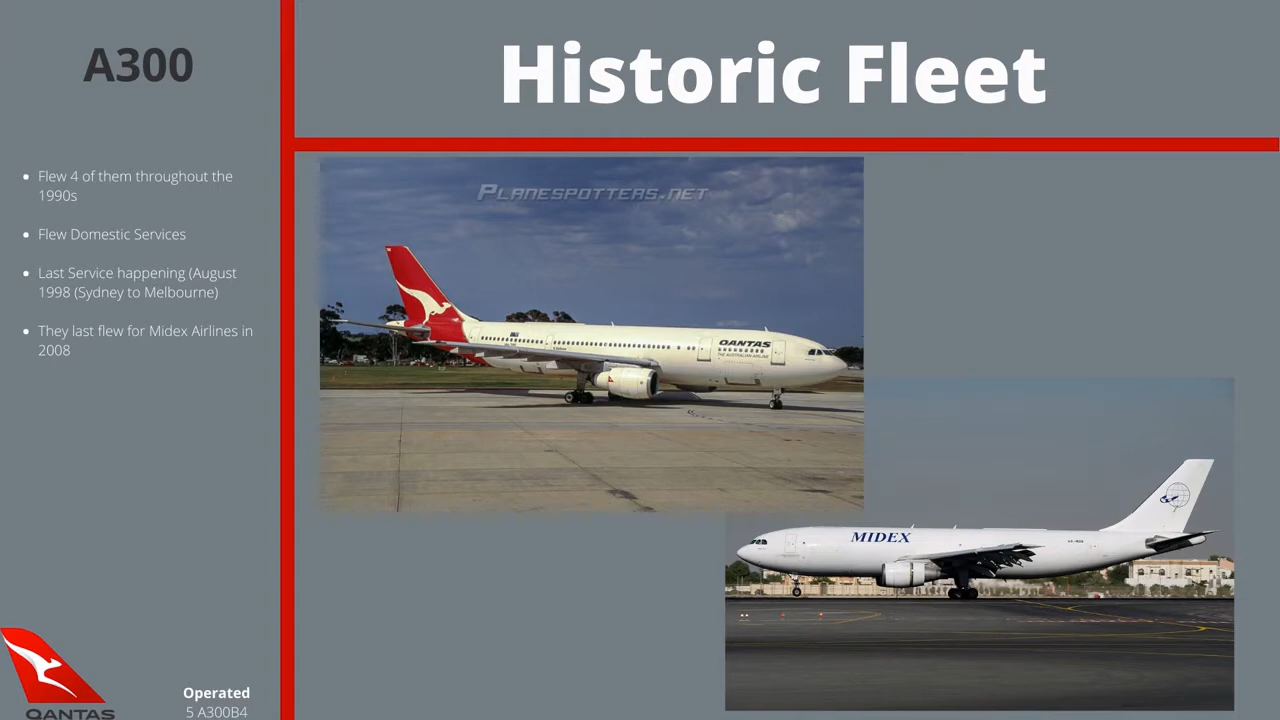 A300
Historic Fleet
Flew 4 of them throughout the
1990s
Flew Domestic Services
Last Service happening (August
1998 (Sydney to Melbourne)
They last flew for Midex Airlines in
2008
PLANESPOTTERS.NET
QANTAS
THE AUSTRALIAN AIRLINE
MIDEX
QANTAS
Operated
5 A300B4